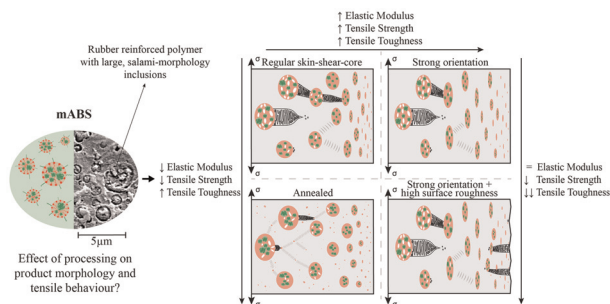 ↑ Elastic Modulus
↑ Tensile Strength
↑ Tensile Toughness
Rubber reinforced polymer
with large, salami-morphology
inclusions
mABS
5µm
Effect of processing on
product morphology and
tensile behaviour?
↓ Elastic Modulus
↓ Tensile Strength
↑ Tensile Toughness
σ
Regular skin-shear-core
σ
Strong orientation
σ
σ
σ
Annealed
σ
Strong orientation +
high surface roughness
σ
σ
= Elastic Modulus
↓ Tensile Strength
↓↓ Tensile Toughness